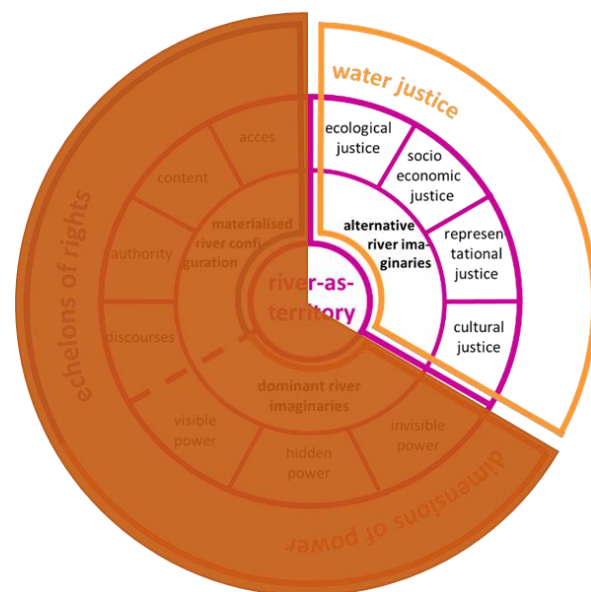 water justice
ecological
justice
socio
economic
justice
represen
tational
justice
cultural
justice
alternative
river ima-
ginaries
river-as-
territory
echelons of rights
acces
content
authority
discourses
materialised
river confi-
guration
dominant river
imaginaries
visible
power
hidden
power
invisible
power
dimensions of power